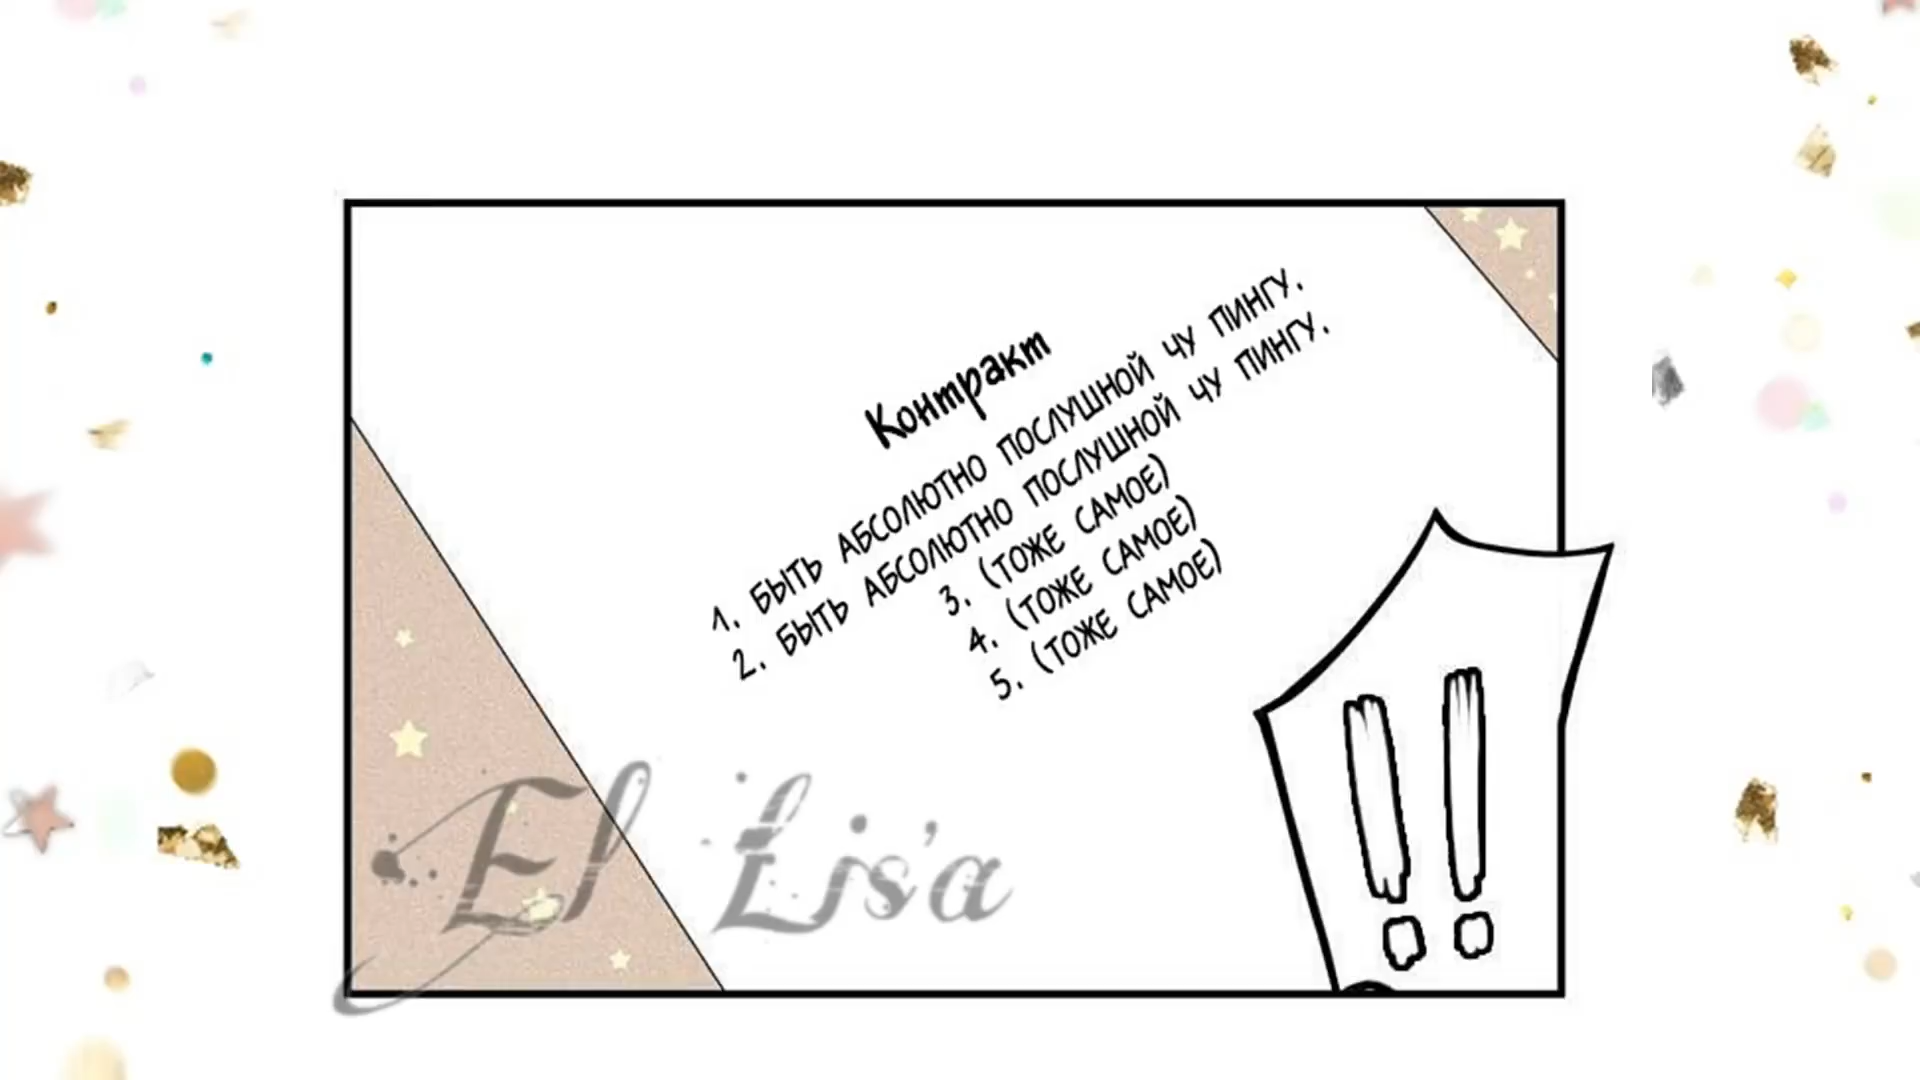 Контракт
1. БЫТЬ АБСОЛЮТНО ПОСЛУШНОЙ ЧУ ПИНГУ.
2. БЫТЬ АБСОЛЮТНО ПОСЛУШНОЙ ЧУ ПИНГУ.
3. (ТОЖЕ САМОЕ)
4. (ТОЖЕ САМОЕ)
5. (ТОЖЕ САМОЕ)
!!
El Lis'a